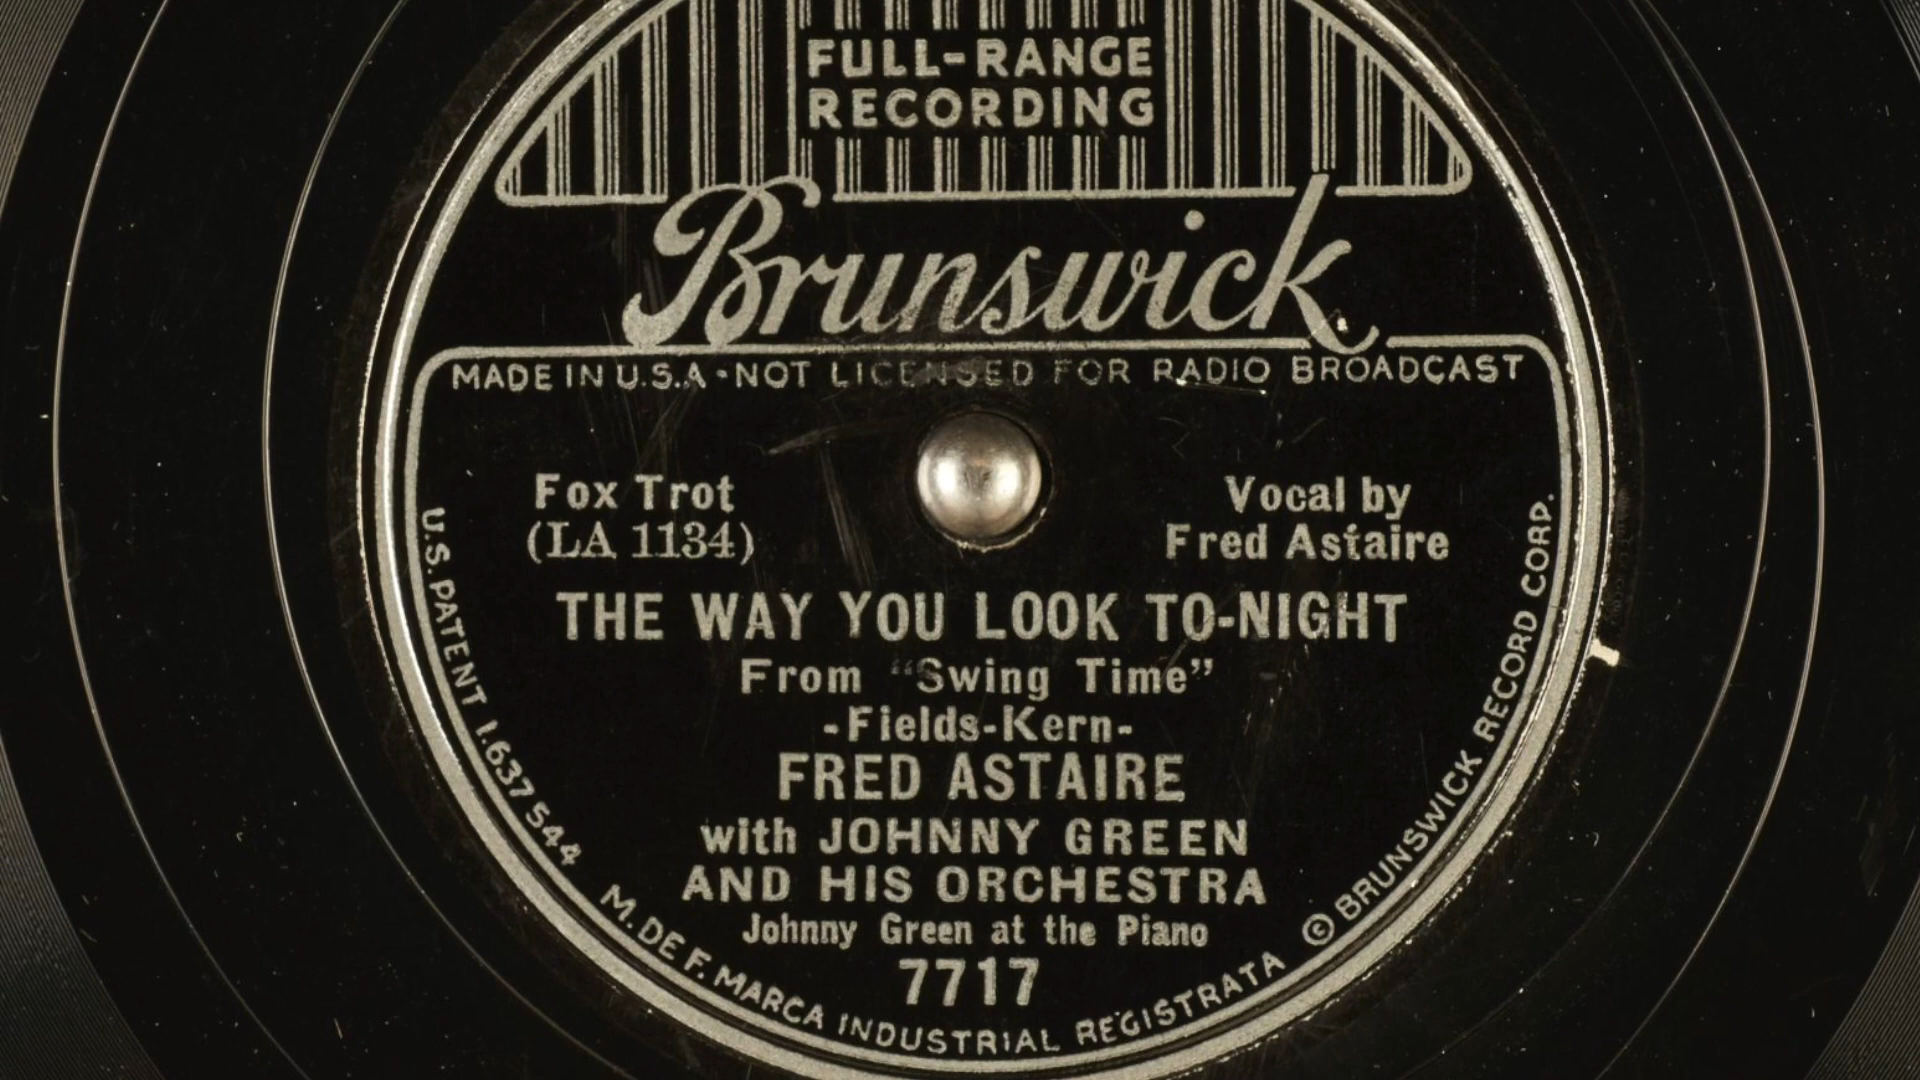 FULL-RANGE
RECORDING
Brunswick
MADE IN U.S.A • NOT LICENSED FOR RADIO BROADCAST
Fox Trot
(LA 1134)
Vocal by
Fred Astaire
THE WAY YOU LOOK TO-NIGHT
From "Swing Time"
-Fields-Kern-
FRED ASTAIRE
with JOHNNY GREEN
AND HIS ORCHESTRA
Johnny Green at the Piano
7717
U.S. PATENT 1.637544 M. DE F. MARCA INDUSTRIAL REGISTRATA © BRUNSWICK RECORD CORP.